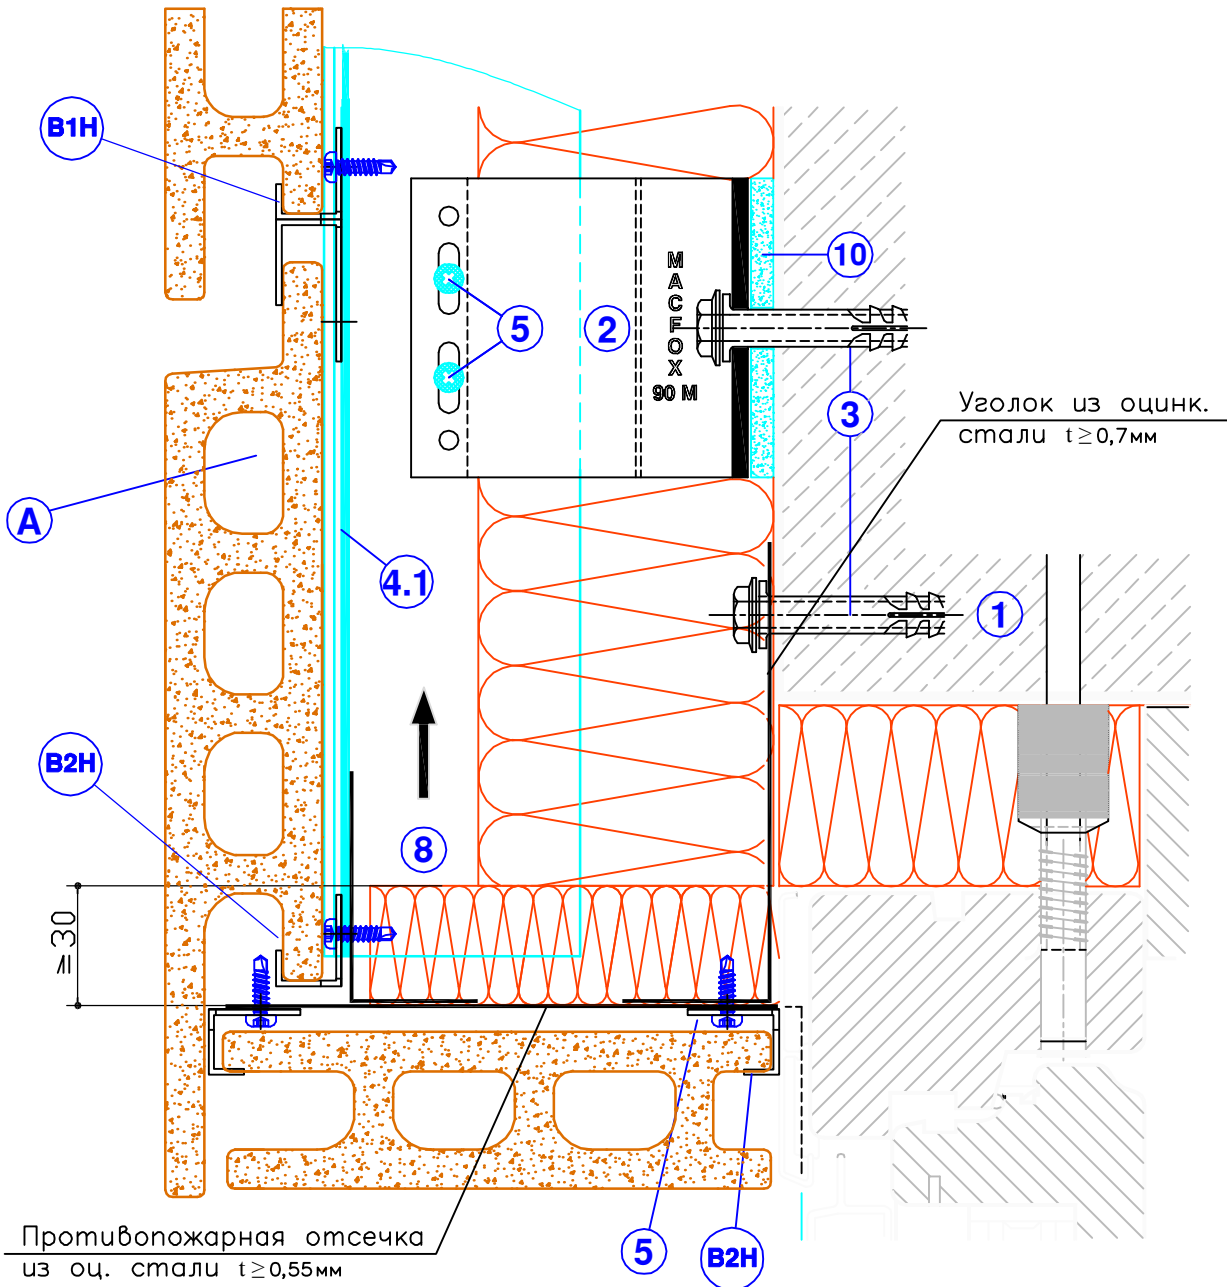 B1H
10
M
A
C
F
O
X
90 M
5
2
3
Уголок из оцинк.
стали t≥0,7мм
A
4.1
1
B2H
8
≥30
5
B2H
Противопожарная отсечка
из оц. стали t≥0,55мм